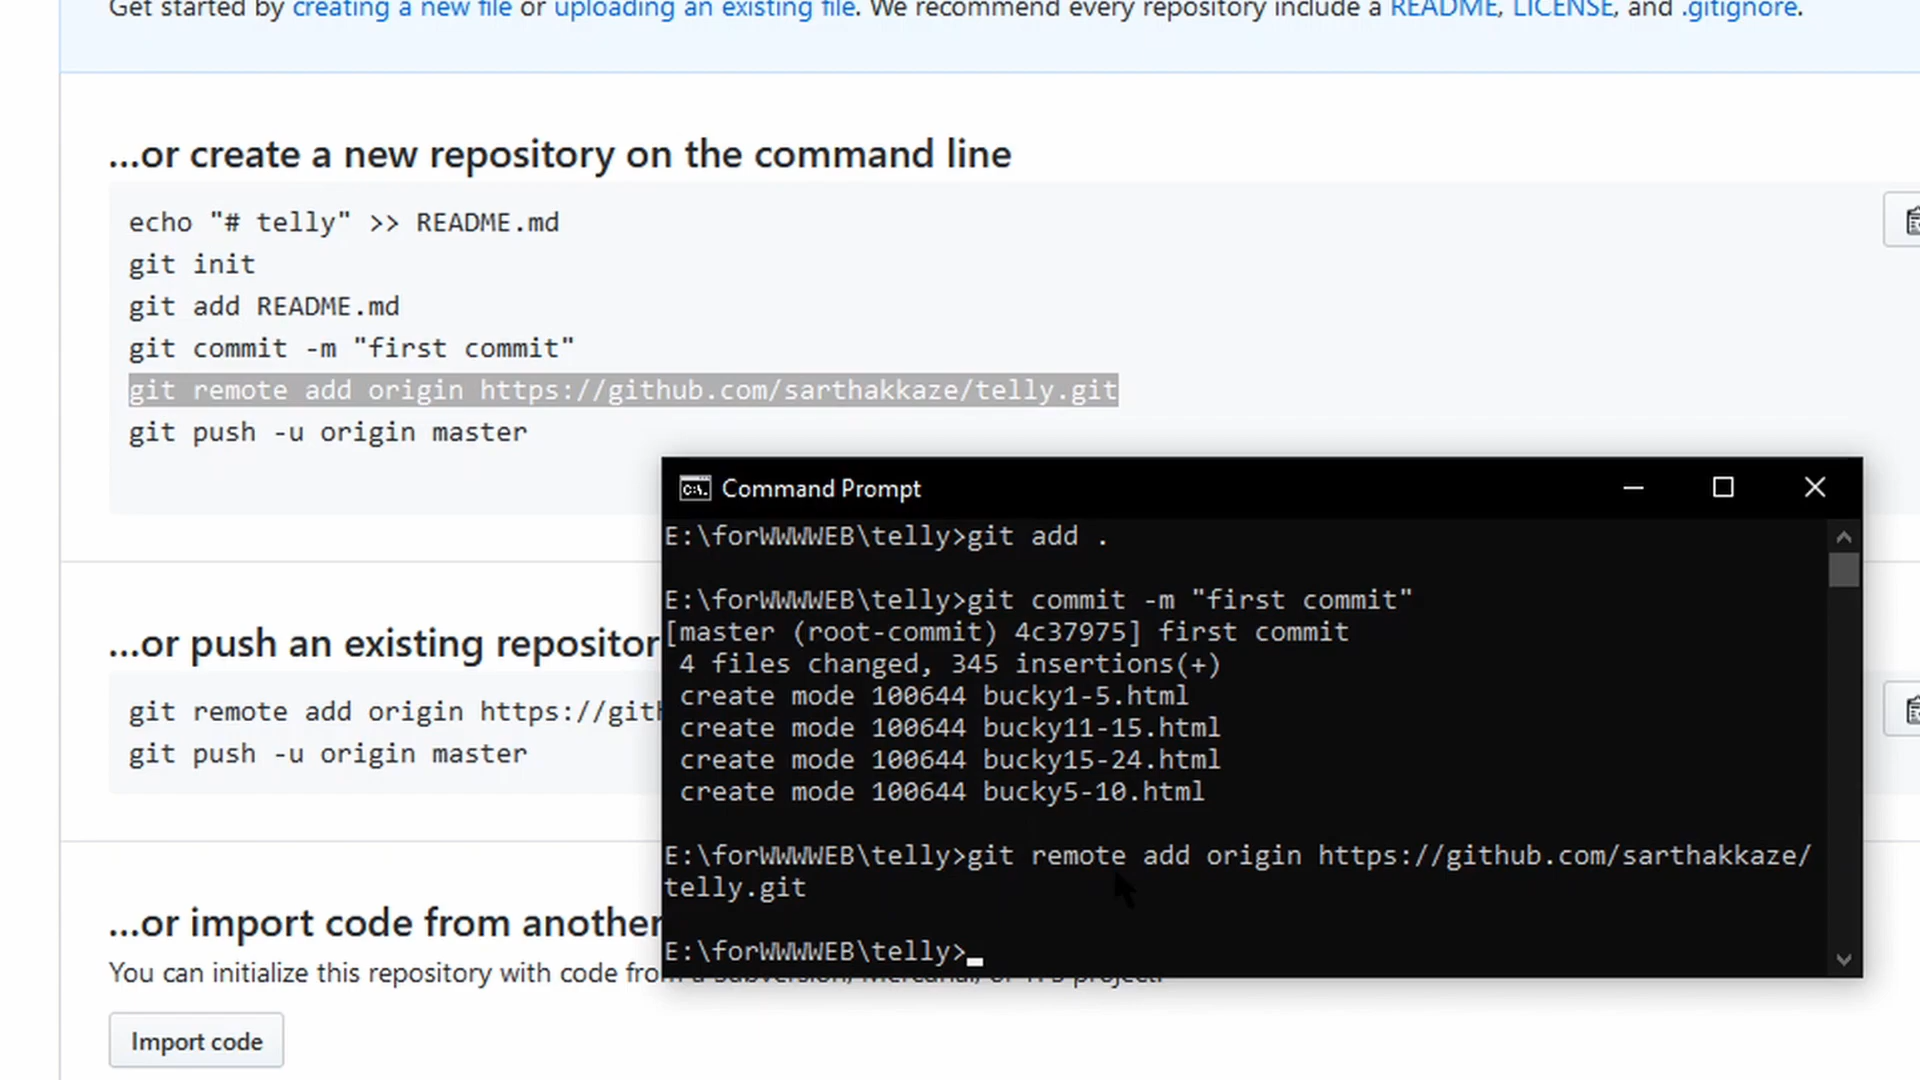 Get started by creating a new file or uploading an existing file. We recommend every repository include a README, LICENSE, and .gitignore.
...or create a new repository on the command line
echo "# telly" >> README.md
git init
git add README.md
git commit -m "first commit"
git remote add origin https://github.com/sarthakkaze/telly.git
git push -u origin master
Command Prompt
E:\forWWWWEB\telly>git add .
E:\forWWWWEB\telly>git commit -m "first commit"
[master (root-commit) 4c37975] first commit
4 files changed, 345 insertions(+)
create mode 100644 bucky1-5.html
create mode 100644 bucky11-15.html
create mode 100644 bucky15-24.html
create mode 100644 bucky5-10.html
E:\forWWWWEB\telly>git remote add origin https://github.com/sarthakkaze/
telly.git
E:\forWWWWEB\telly>
...or push an existing repositor
git remote add origin https://gith
git push -u origin master
...or import code from another
You can initialize this repository with code from
Import code